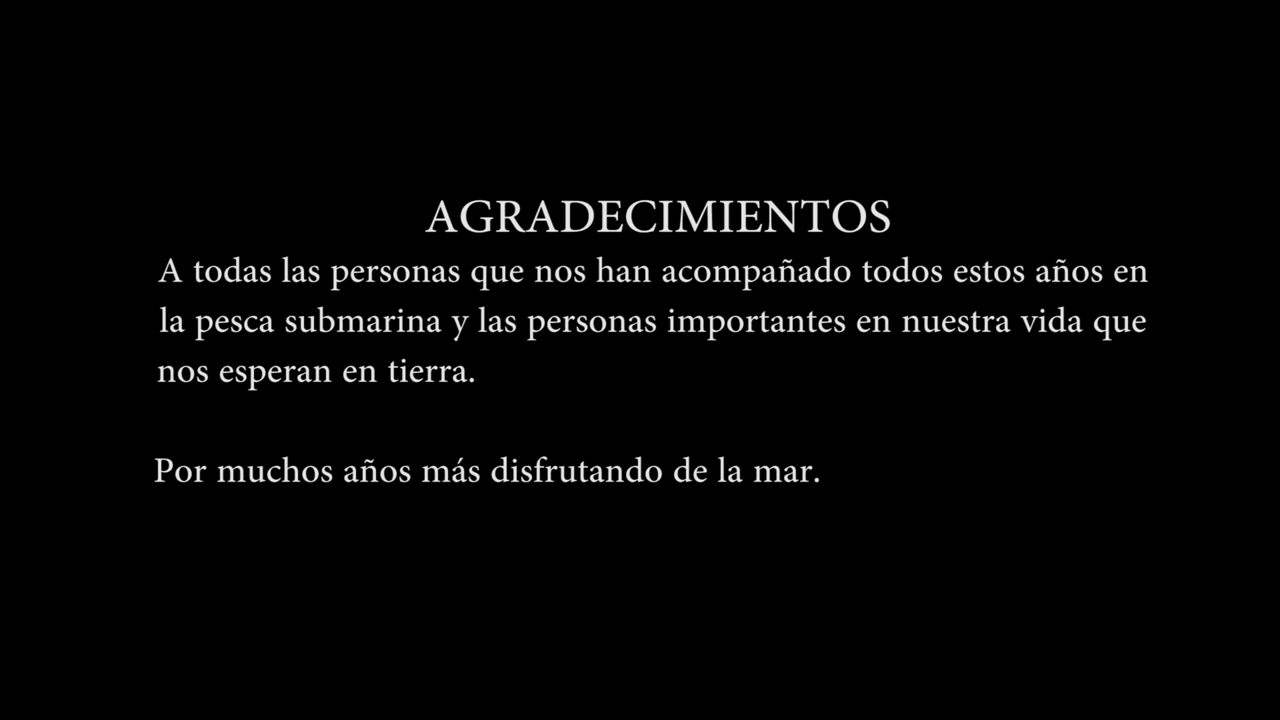 AGRADECIMIENTOS
A todas las personas que nos han acompañado todos estos años en
la pesca submarina y las personas importantes en nuestra vida que
nos esperan en tierra.
Por muchos años más disfrutando de la mar.